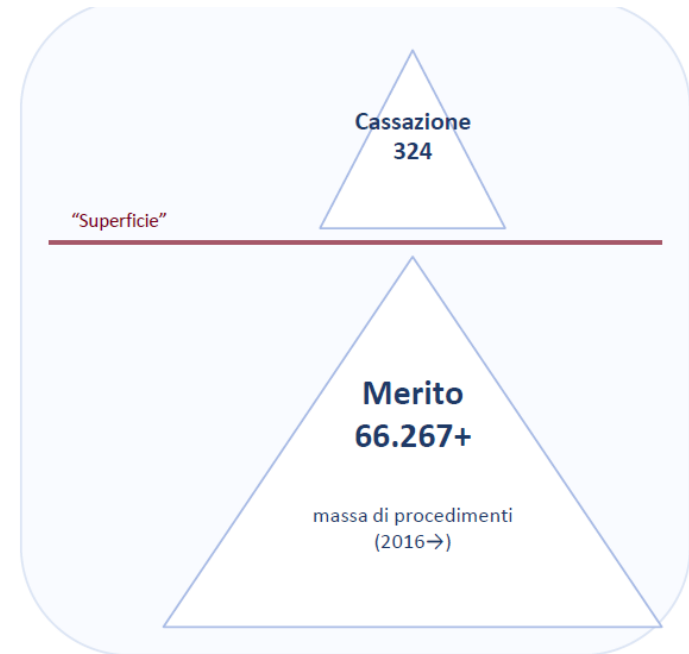 Cassazione
324
“Superficie”
Merito
66.267+
massa di procedimenti
(2016→)